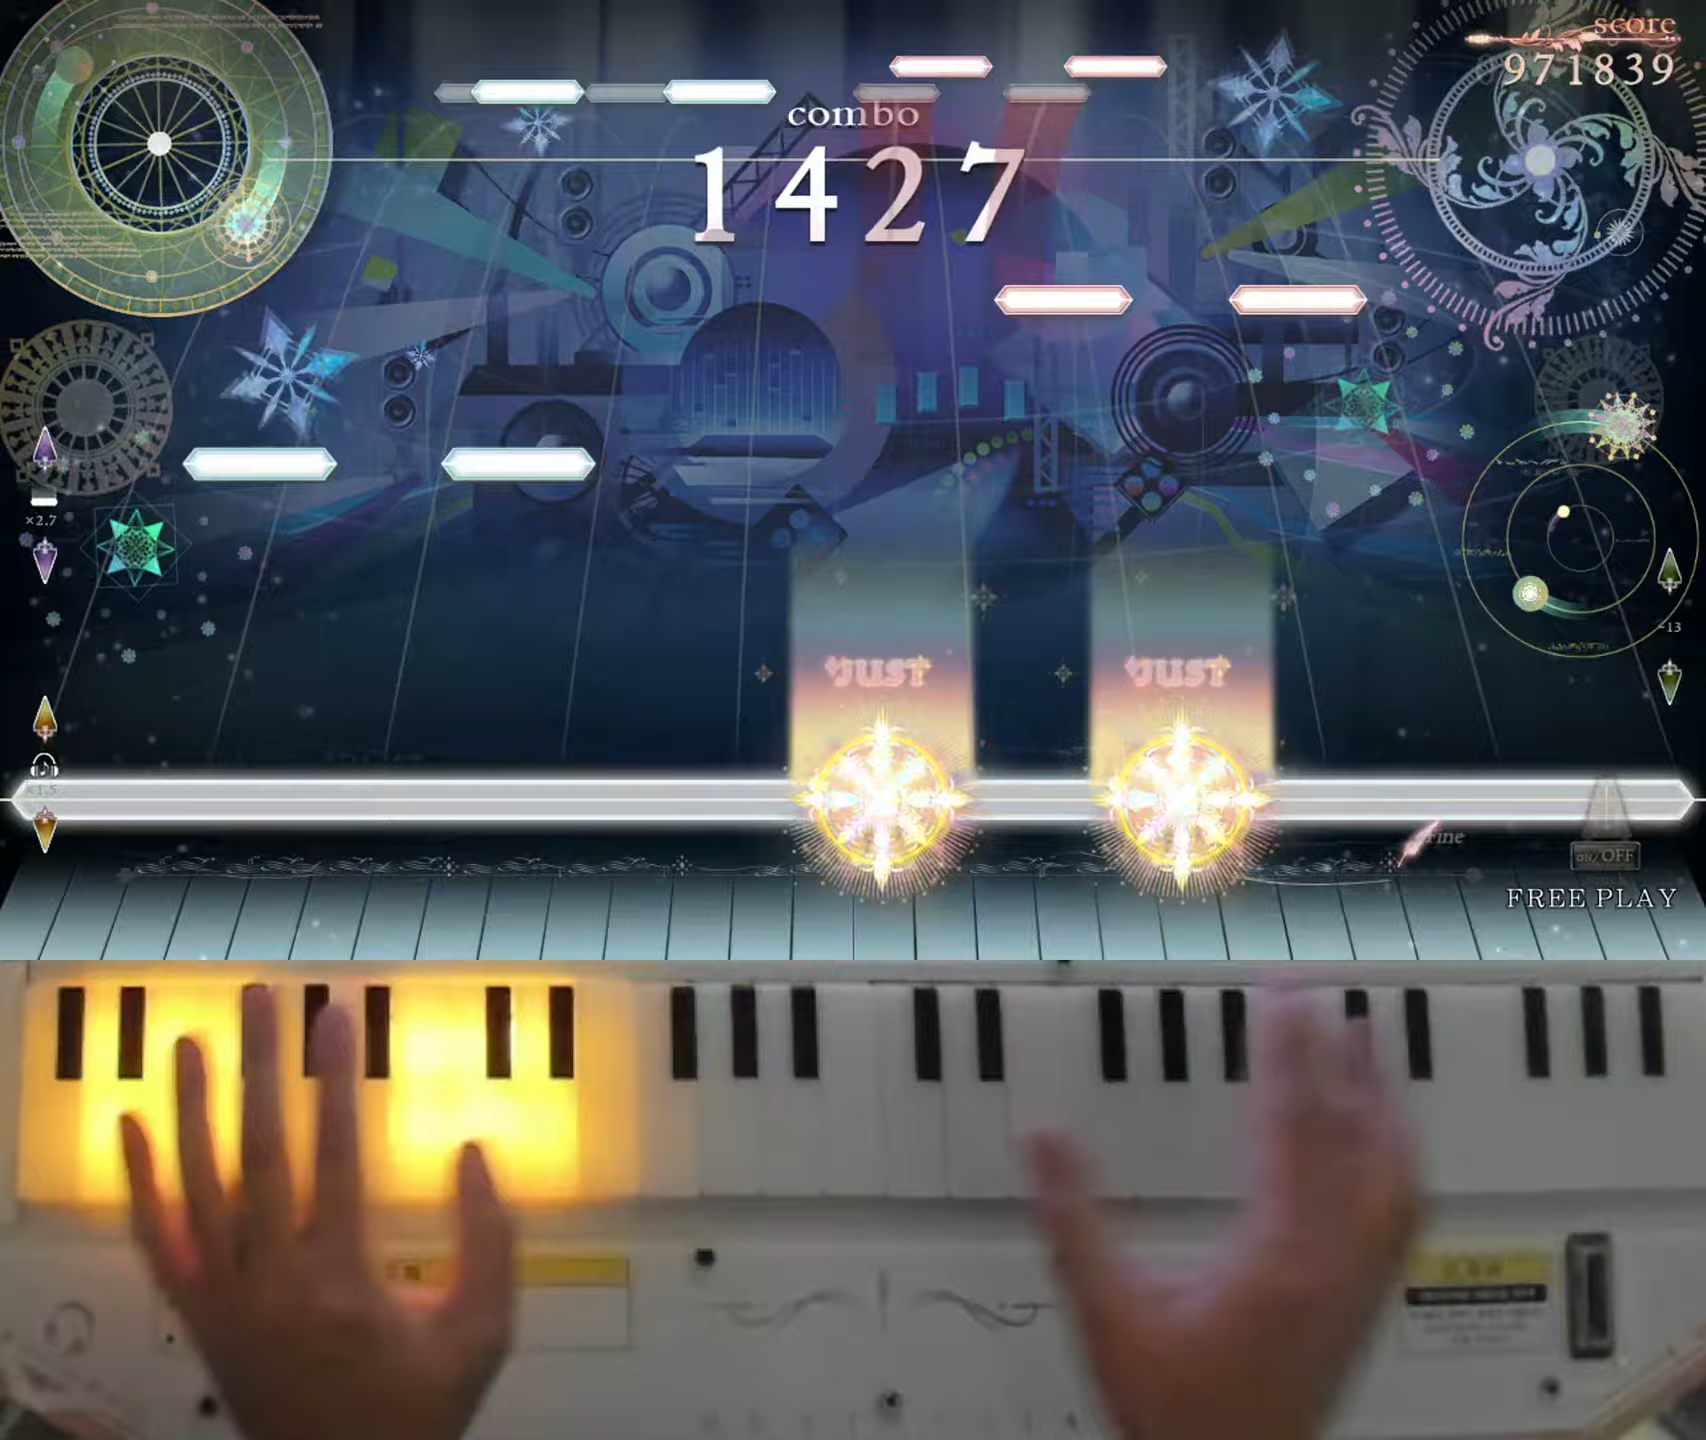 score
971839
combo
1427
×2.7
-13
JUST JUST
×1.5
Fine
ON/OFF
FREE PLAY